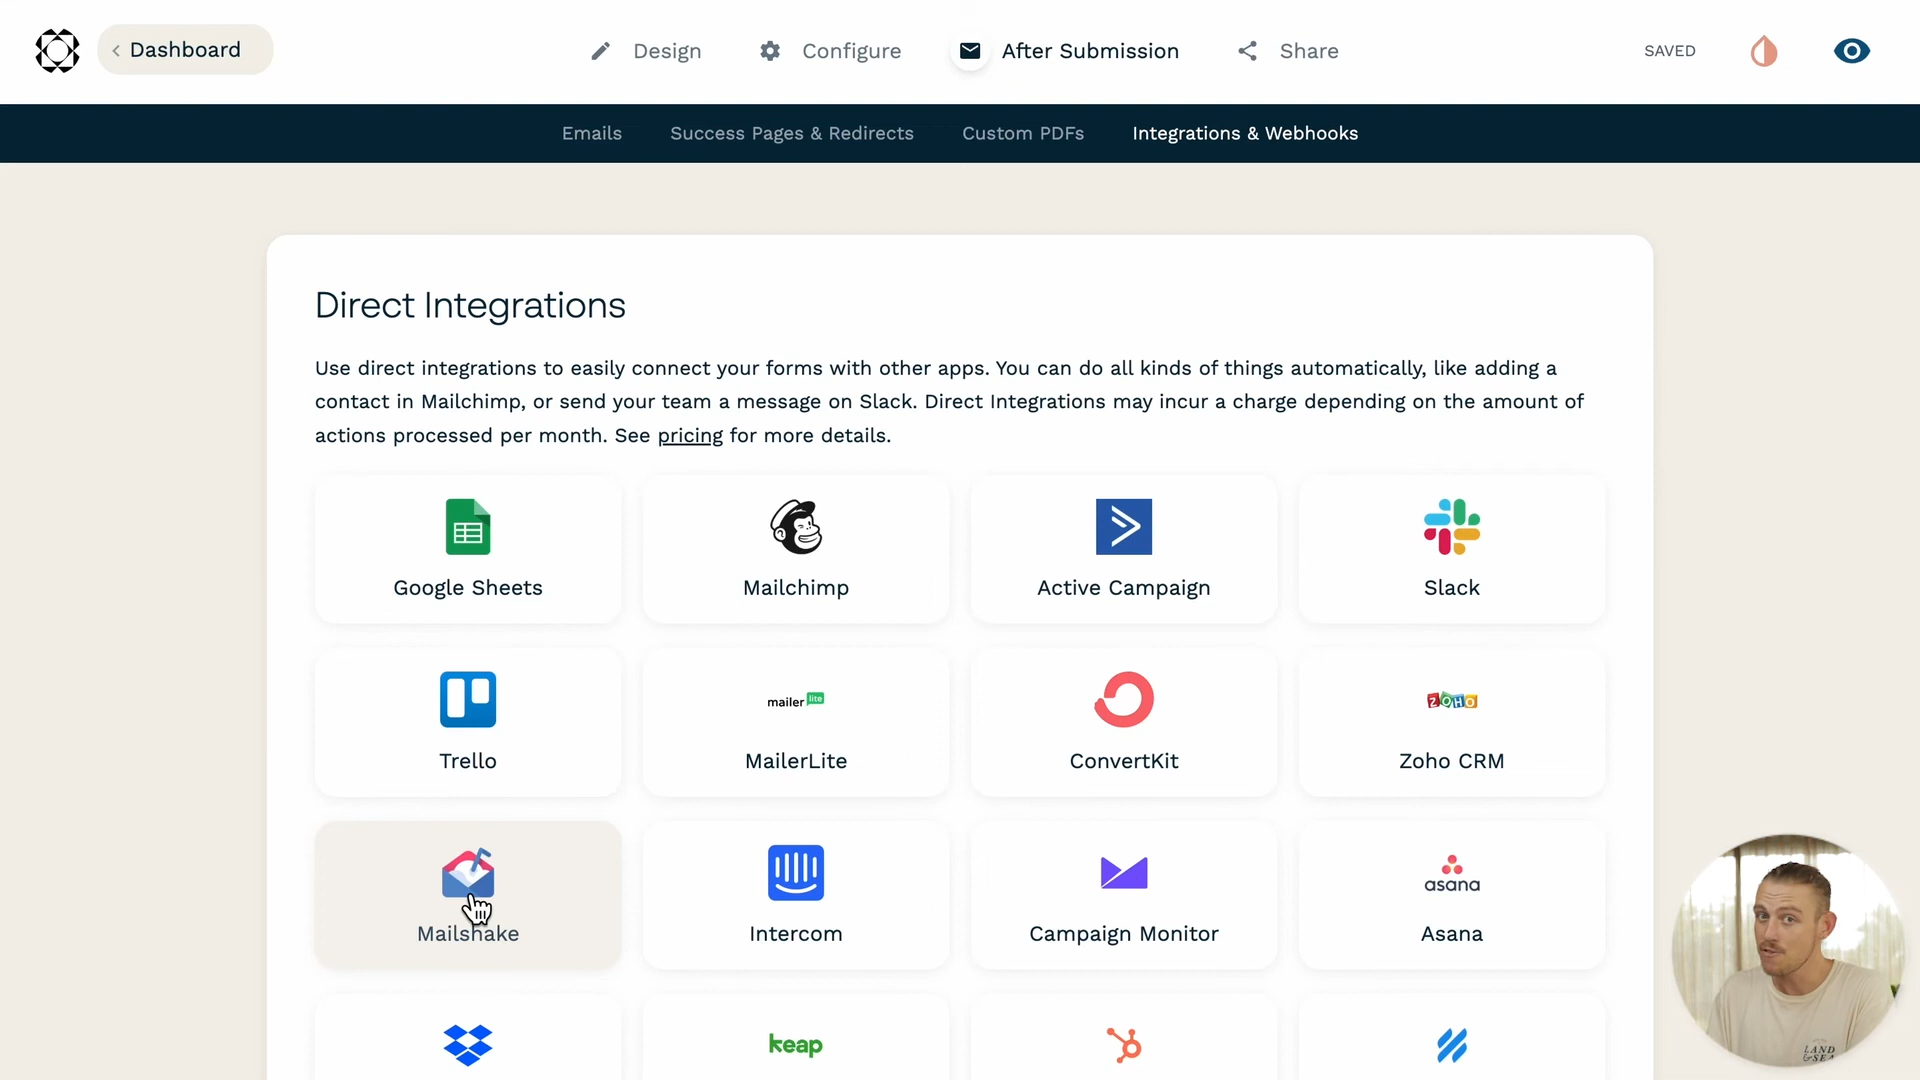 Dashboard
Design
Configure
After Submission
Share
SAVED
Emails
Success Pages & Redirects
Custom PDFs
Integrations & Webhooks
Direct Integrations
Use direct integrations to easily connect your forms with other apps. You can do all kinds of things automatically, like adding a
contact in Mailchimp, or send your team a message on Slack. Direct Integrations may incur a charge depending on the amount of
actions processed per month. See pricing for more details.
Google Sheets
Mailchimp
Active Campaign
Slack
mailer lite
ZOHO
Trello
MailerLite
ConvertKit
Zoho CRM
asana
Mailshake
Intercom
Campaign Monitor
Asana
keap
LAND
& SEA